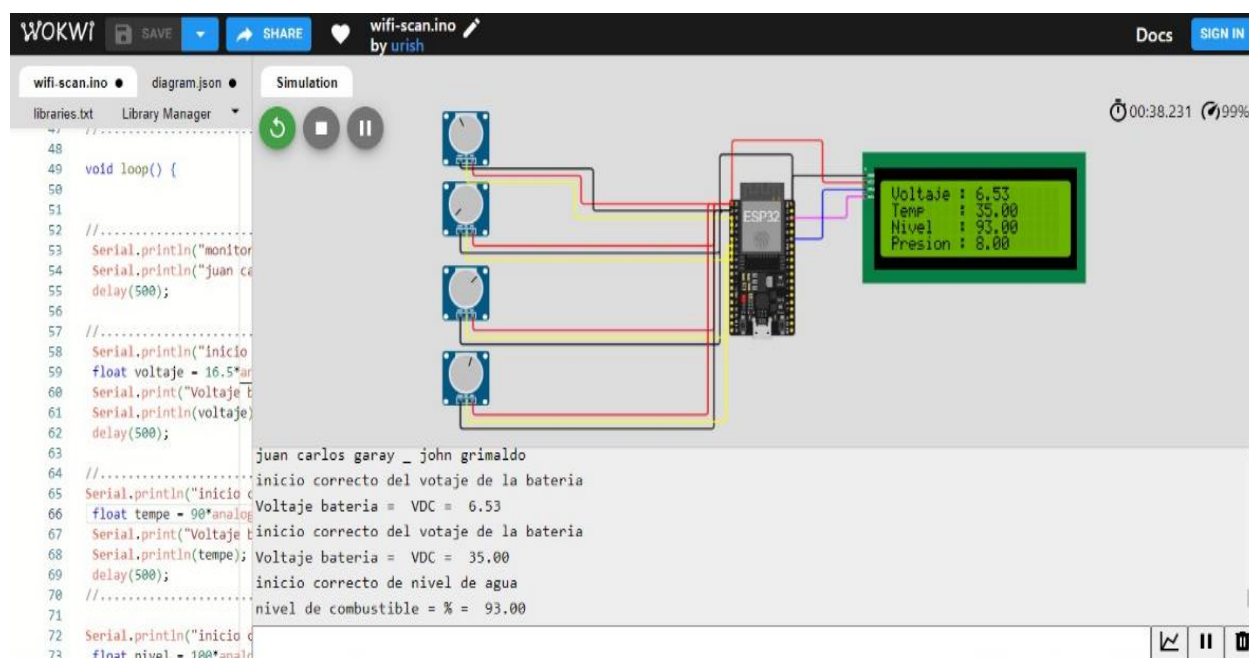 WOKWI SAVE SHARE wifi-scan.ino
by urish
Docs SIGN IN
wifi-scan.ino diagram.json Simulation
libraries.txt Library Manager
00:38.231 99%
47 //......................
48
49 void loop() {
50
51
52 //......................
53 Serial.println("monitor
54 Serial.println("juan ca
55 delay(500);
56
57 //......................
58 Serial.println("inicio
59 float voltaje = 16.5*an
60 Serial.print("Voltaje b
61 Serial.println(voltaje)
62 delay(500);
63
64 //......................
65 Serial.println("inicio c
66 float tempe = 90*analog
67 Serial.print("Voltaje b
68 Serial.println(tempe);
69 delay(500);
70 //......................
71
72 Serial.println("inicio c
73 float nivel = 100*analo
ESP32
Voltaje : 6.53
Temp : 35.00
Nivel : 93.00
Presion : 8.00
juan carlos garay _ john grimaldo
inicio correcto del votaje de la bateria
Voltaje bateria = VDC = 6.53
inicio correcto del votaje de la bateria
Voltaje bateria = VDC = 35.00
inicio correcto de nivel de agua
nivel de combustible = % = 93.00